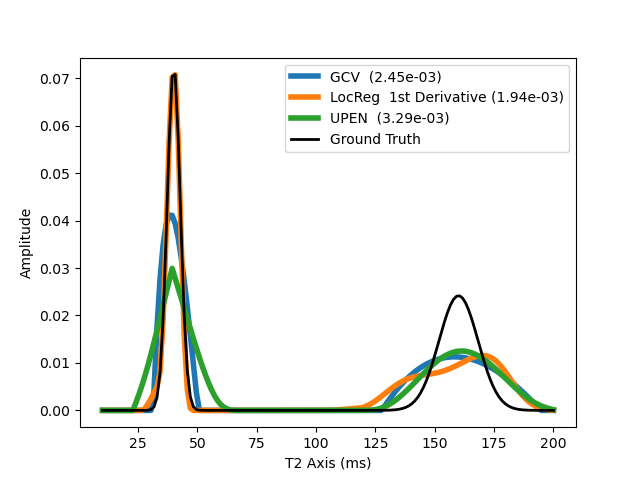 GCV (2.45e-03)
LocReg 1st Derivative (1.94e-03)
UPEN (3.29e-03)
Ground Truth
0.07
0.06
0.05
0.04
0.03
0.02
0.01
0.00
Amplitude
25 50 75 100 125 150 175 200
T2 Axis (ms)